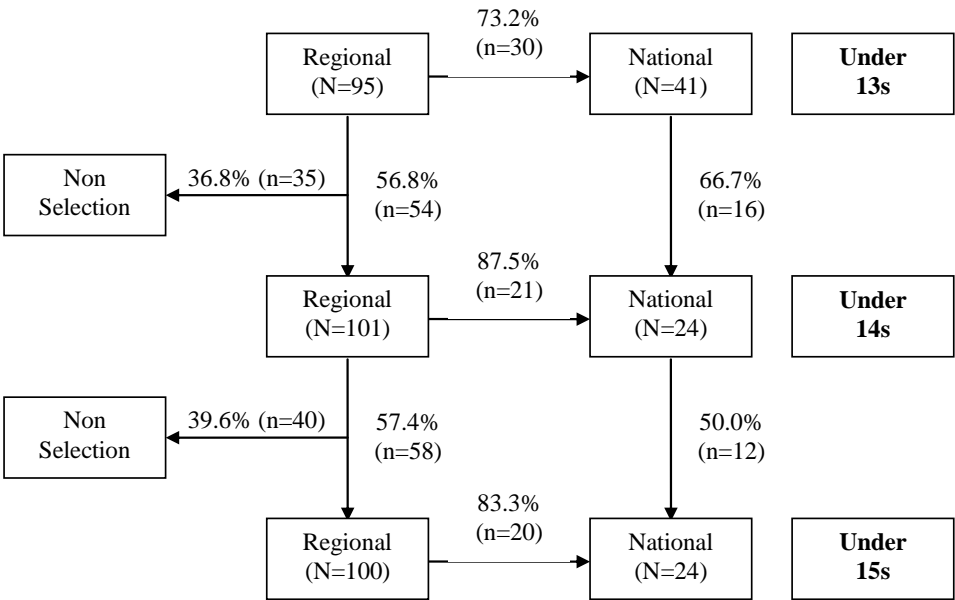 73.2%
(n=30)
Regional
(N=95)
National
(N=41)
Under
13s
Non
Selection
36.8% (n=35)
56.8%
(n=54)
66.7%
(n=16)
87.5%
(n=21)
Regional
(N=101)
National
(N=24)
Under
14s
Non
Selection
39.6% (n=40)
57.4%
(n=58)
50.0%
(n=12)
83.3%
(n=20)
Regional
(N=100)
National
(N=24)
Under
15s